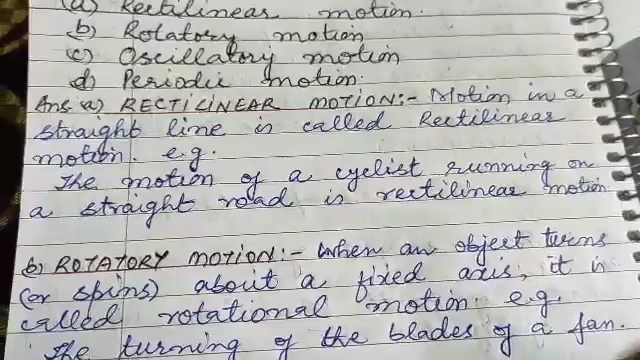 (a) Rectilinear motion.
b) Rotatory motion
c) Oscillatory motion
d) Periodic motion.
Ans a) RECTILINEAR MOTION:- Motion in a
straight line is called Rectilinear
motion. e.g.
The motion of a cyclist running on
a straight road is rectilinear motion
b) ROTATORY MOTION:- When an object turns
(or spins) about a fixed axis, it is
called rotational motion. e.g.
The turning of the blades of a fan.